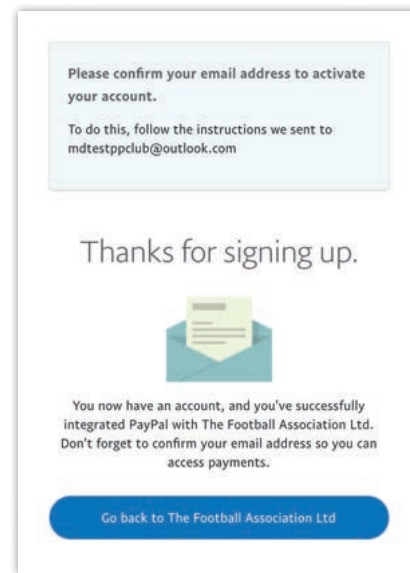 Please confirm your email address to activate
your account.
To do this, follow the instructions we sent to
mdtestppclub@outlook.com
Thanks for signing up.
You now have an account, and you've successfully
integrated PayPal with The Football Association Ltd.
Don't forget to confirm your email address so you can
access payments.
Go back to The Football Association Ltd